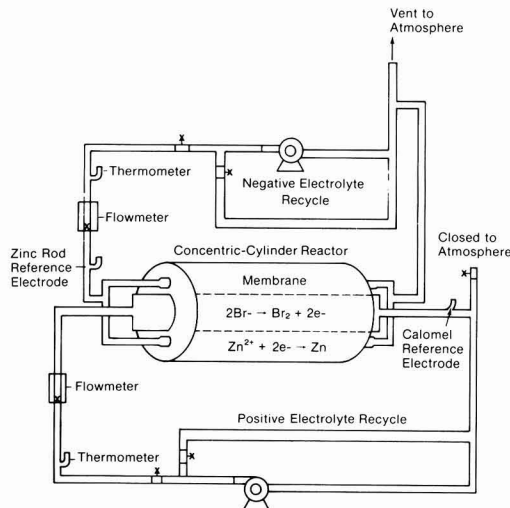 Vent to
Atmosphere
Thermometer
Negative Electrolyte
Recycle
Flowmeter
Zinc Rod
Reference
Electrode
Concentric-Cylinder Reactor
Closed to
Atmosphere
Membrane
2Br- → Br₂ + 2e-
Zn²⁺ + 2e- → Zn
Calomel
Reference
Electrode
Flowmeter
Positive Electrolyte Recycle
Thermometer